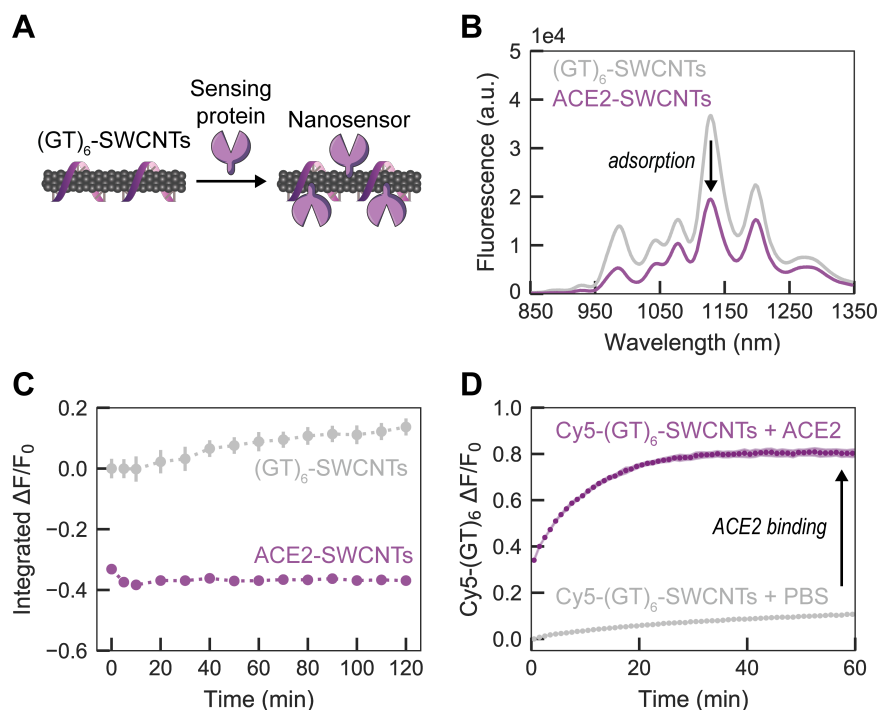 A
Sensing
protein
(GT)₆-SWCNTs
Nanosensor
B
1e4
5
4
3
2
1
0
Fluorescence (a.u.)
(GT)₆-SWCNTs
ACE2-SWCNTs
adsorption
850 950 1050 1150 1250 1350
Wavelength (nm)
C
0.2
0.0
−0.2
−0.4
−0.6
Integrated ΔF/F₀
(GT)₆-SWCNTs
ACE2-SWCNTs
0 20 40 60 80 100 120
Time (min)
D
1.0
0.8
0.6
0.4
0.2
0.0
Cy5-(GT)₆ ΔF/F₀
Cy5-(GT)₆-SWCNTs + ACE2
ACE2 binding
Cy5-(GT)₆-SWCNTs + PBS
0 20 40 60
Time (min)